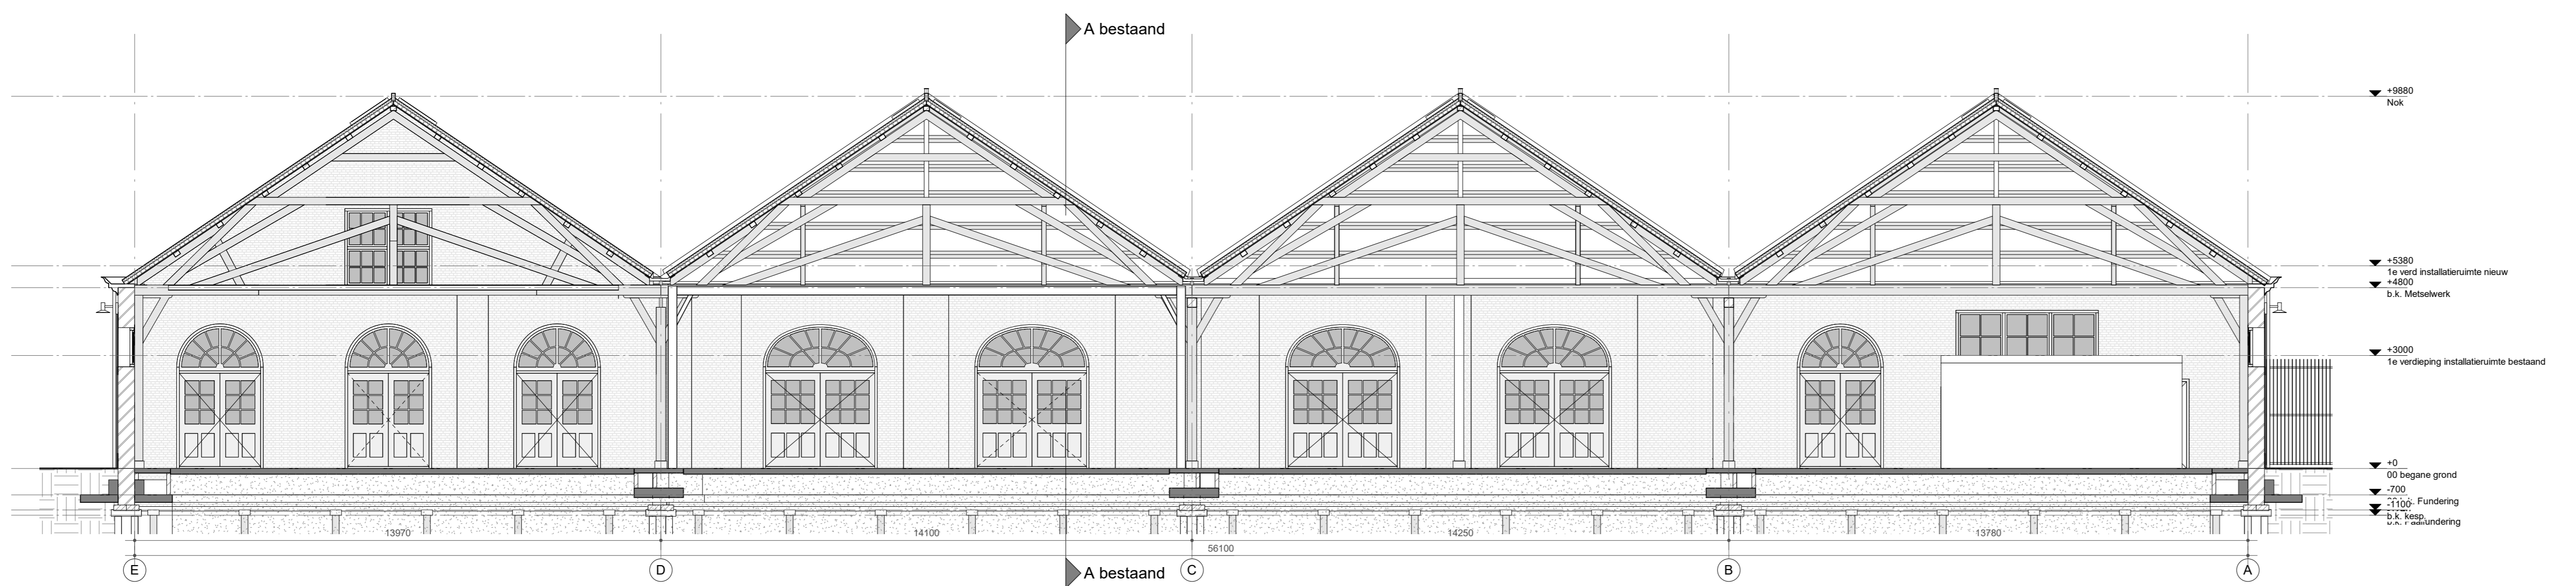 A bestaand
+9880
Nok
+5380
1e verd installatieruimte nieuw
+4800
b.k. Metselwerk
+3000
1e verdieping installatieruimte bestaand
+0
00 begane grond
-700
Fundering
-1100
b.k. kesp.
13970
14100
14250
13780
56100
E
D
C
B
A
A bestaand